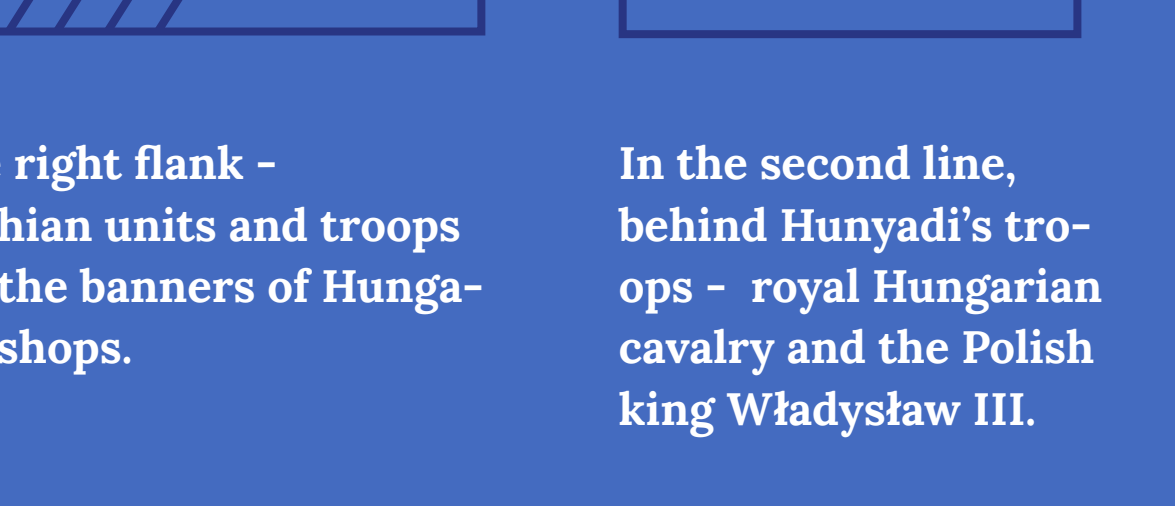 right flank -
hian units and troops
the banners of Hunga-
shops.
In the second line,
behind Hunyadi’s tro-
ops -  royal Hungarian
cavalry and the Polish
king Władysław III.